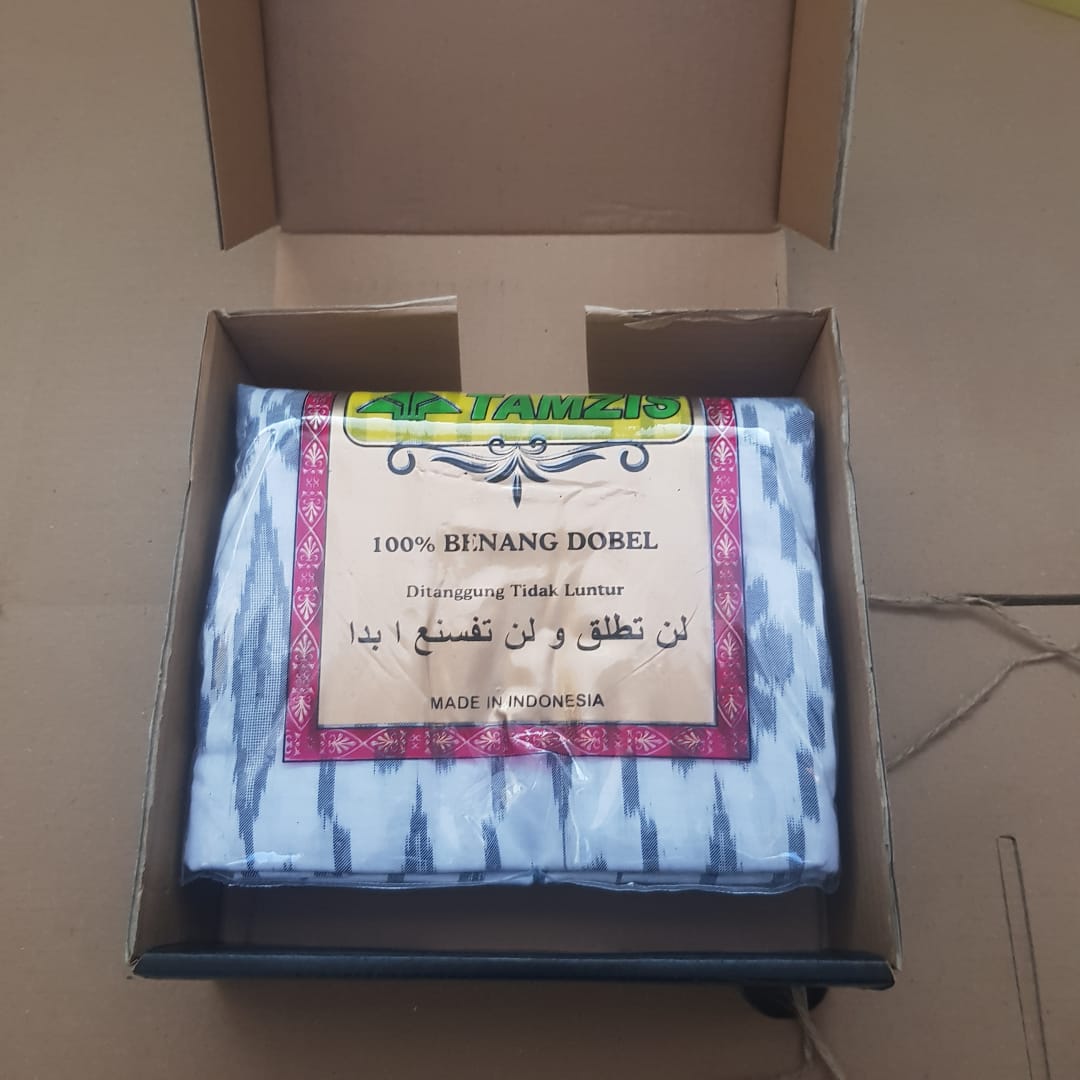 TAMZIS
100% BENANG DOBEL
Ditanggung Tidak Luntur
لن تطلق و لن تفسنع ا بدا
MADE IN INDONESIA